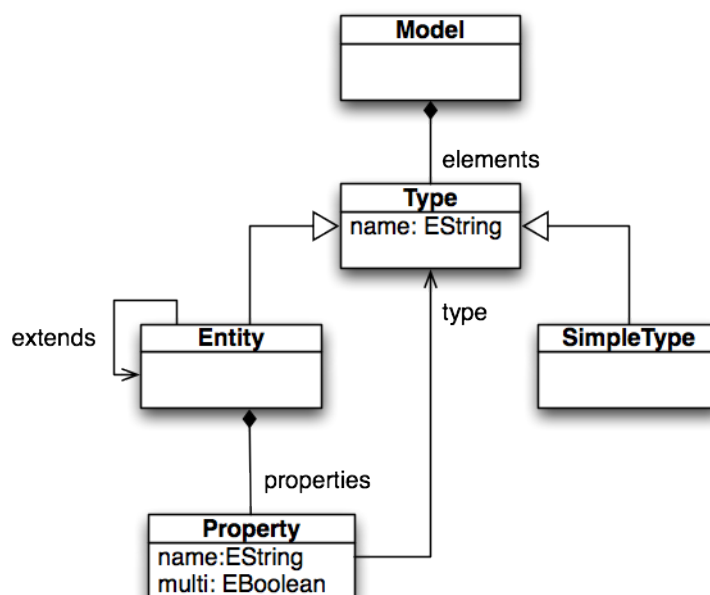 Model
elements
Type
name: EString
type
extends
Entity
SimpleType
properties
Property
name:EString
multi: EBoolean